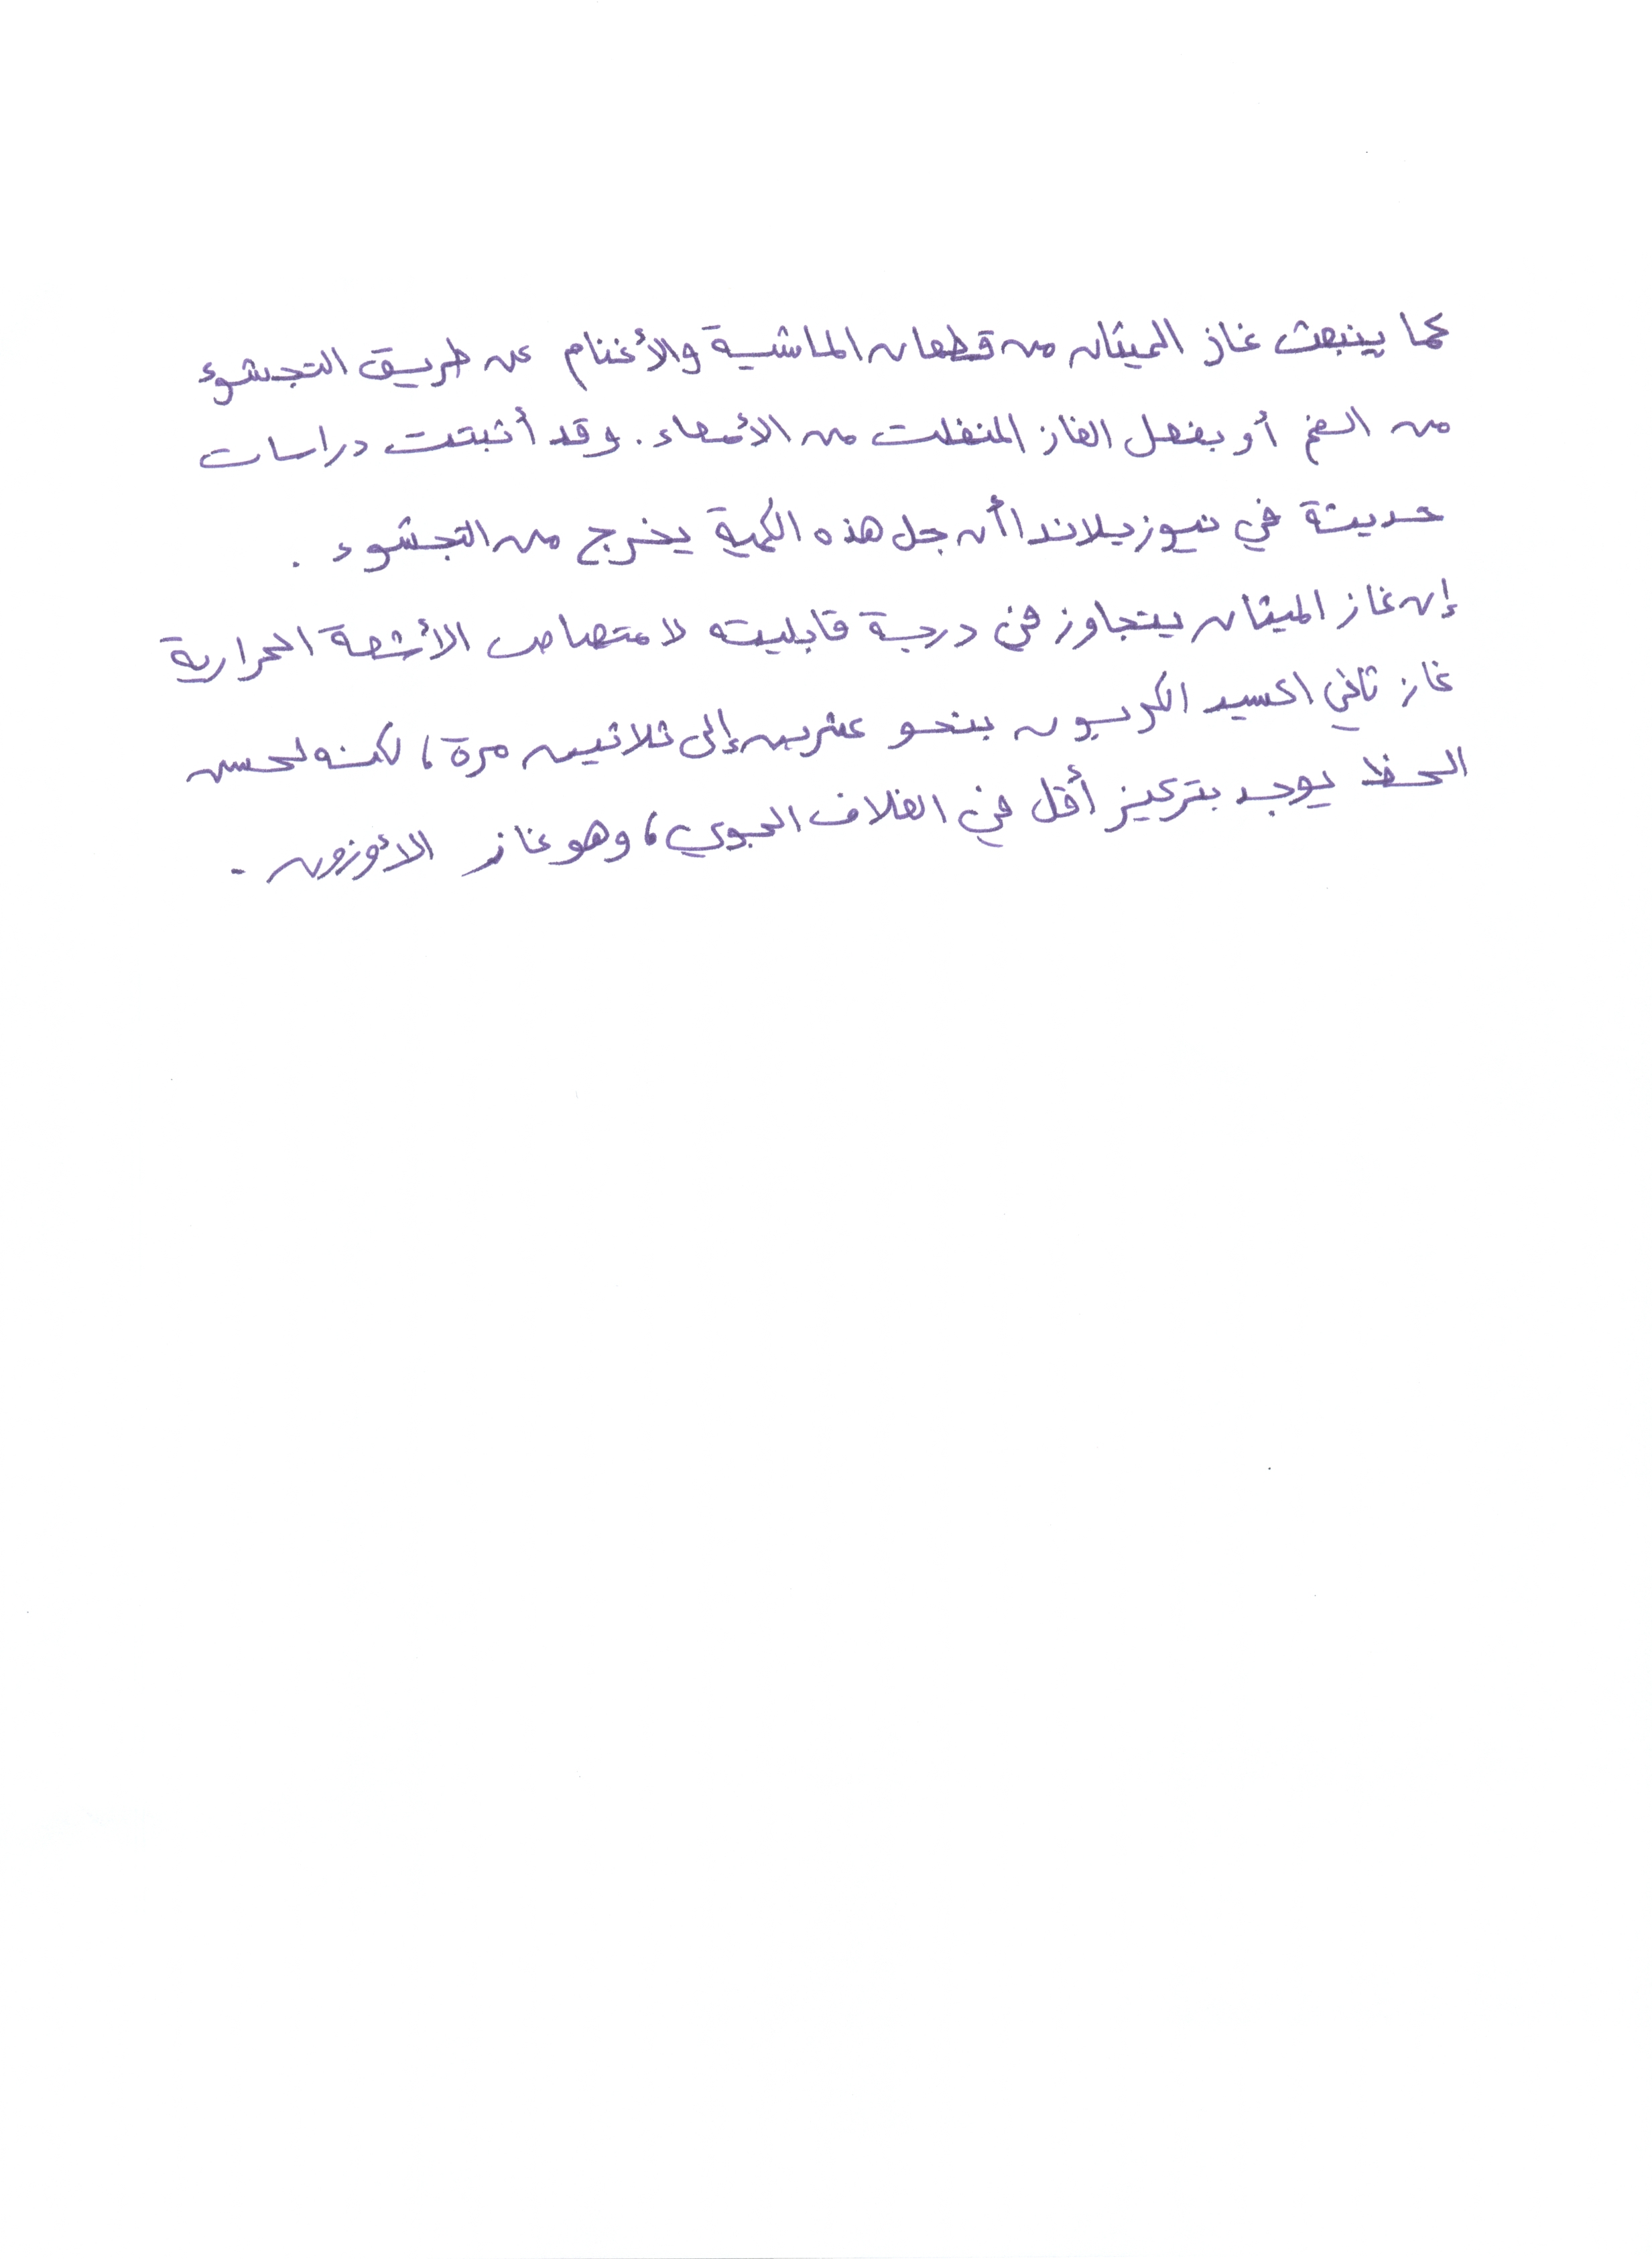 كما ينبعث غاز الميثان من قطعان الماشية والأغنام عن طريق التجشوء
من الفم أو بفعل الغاز المنفلت من الأمعاء. وقد أثبتت دراسات
حديثة في نيوزيلاندا أن جل هذه الكمية يخرج من التجشوء .
إن غاز الميثان يتجاوز في درجة قابليته لامتصاص الأشعة الحرارية
غاز ثاني اكسيد الكربون بنحو عشرين إلى ثلاثين مرة، لكنه لحسن
الحظ يوجد بتركيز أقل في الغلاف الجوي، وهو غاز الأوزون .